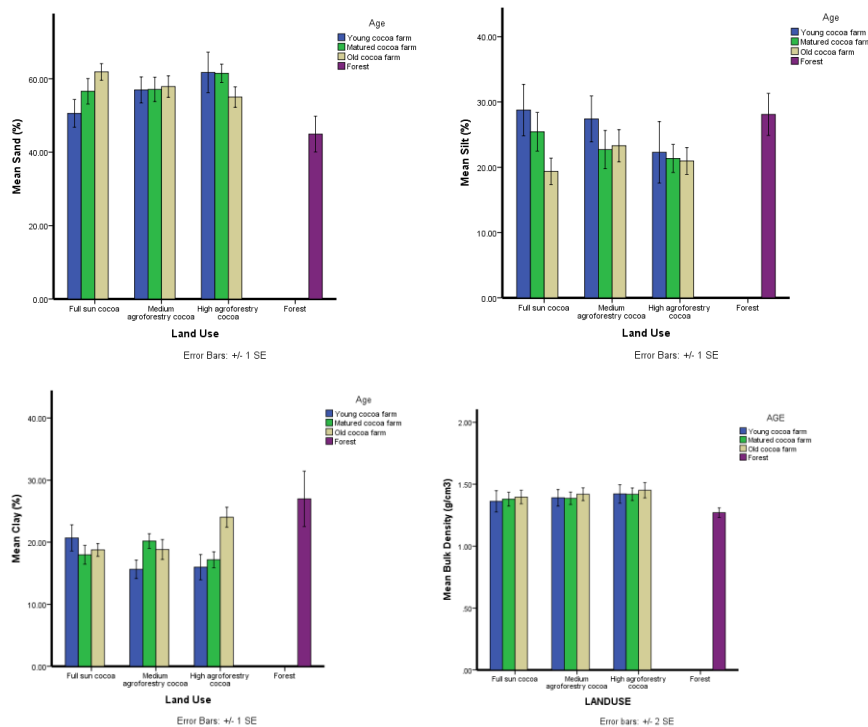 Age
Young cocoa farm
Matured cocoa farm
Old cocoa farm
Forest
Mean Sand (%)
60.00
40.00
20.00
0.00
Full sun cocoa
Medium
agroforestry cocoa
High agroforestry
cocoa
Forest
Land Use
Error Bars: +/- 1 SE
Age
Young cocoa farm
Matured cocoa farm
Old cocoa farm
Forest
Mean Silt (%)
40.00
30.00
20.00
10.00
0.00
Full sun cocoa
Medium
agroforestry cocoa
High agroforestry
cocoa
Forest
Land Use
Error Bars: +/- 1 SE
Age
Young cocoa farm
Matured cocoa farm
Old cocoa farm
Forest
Mean Clay (%)
40.00
30.00
20.00
10.00
0.00
Full sun cocoa
Medium
agroforestry cocoa
High agroforestry
cocoa
Forest
Land Use
Error Bars: +/- 1 SE
AGE
Young cocoa farm
Matured cocoa farm
Old cocoa farm
Forest
Mean Bulk Density (g/cm3)
2.00
1.50
1.00
.50
.00
Full sun cocoa
Medium
agroforestry cocoa
High agroforestry
cocoa
Forest
LANDUSE
Error bars: +/- 2 SE